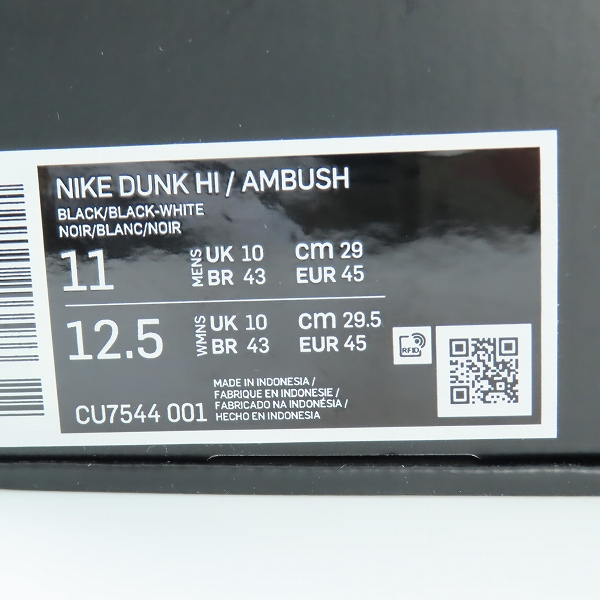 NIKE DUNK HI / AMBUSH
BLACK/BLACK-WHITE
NOIR/BLANC/NOIR
11 MENS UK 10 cm 29
BR 43 EUR 45
12.5 WMNS UK 10 cm 29.5
BR 43 EUR 45
RFID
MADE IN INDONESIA /
FABRIQUE EN INDONESIE /
FABRICADO NA INDONÉSIA /
HECHO EN INDONESIA
CU7544 001